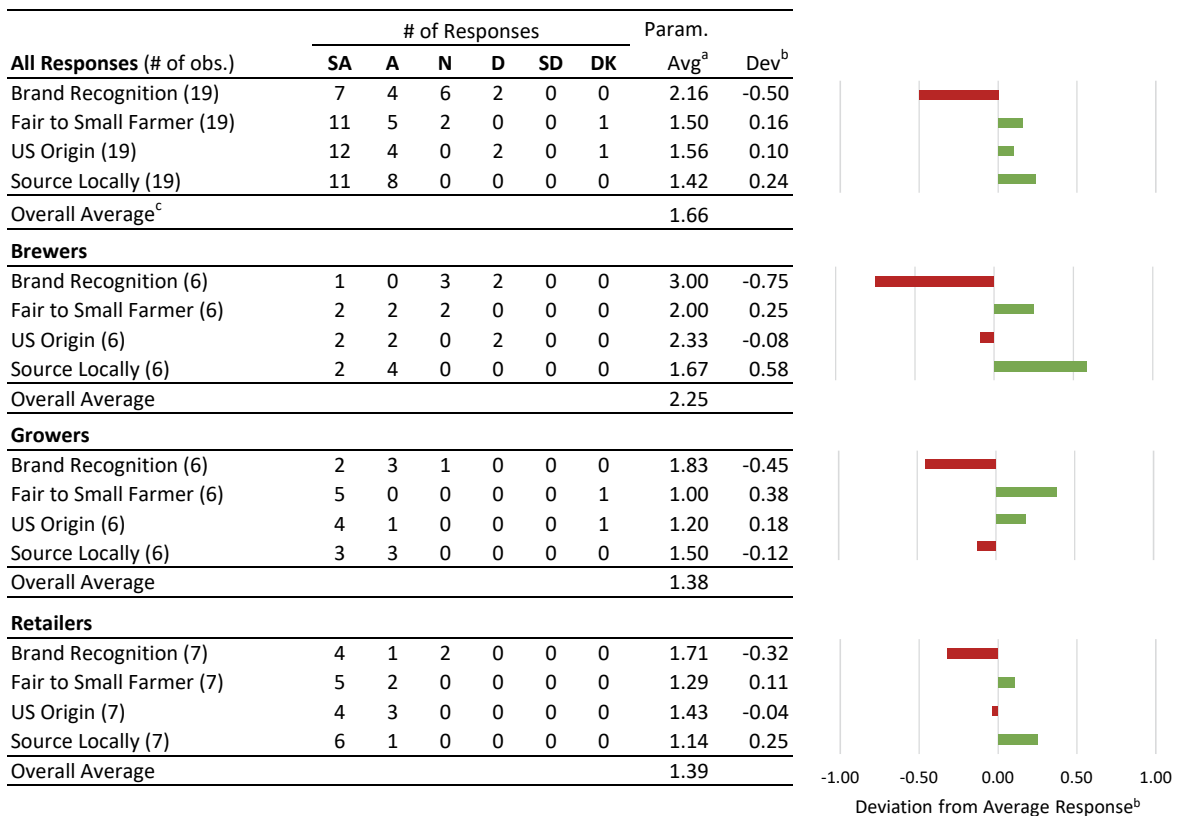 # of Responses Param.
All Responses (# of obs.) SA A N D SD DK Avgᵃ Devᵇ
Brand Recognition (19) 7 4 6 2 0 0 2.16 -0.50
Fair to Small Farmer (19) 11 5 2 0 0 1 1.50 0.16
US Origin (19) 12 4 0 2 0 1 1.56 0.10
Source Locally (19) 11 8 0 0 0 0 1.42 0.24
Overall Averageᶜ 1.66
Brewers
Brand Recognition (6) 1 0 3 2 0 0 3.00 -0.75
Fair to Small Farmer (6) 2 2 2 0 0 0 2.00 0.25
US Origin (6) 2 2 0 2 0 0 2.33 -0.08
Source Locally (6) 2 4 0 0 0 0 1.67 0.58
Overall Average 2.25
Growers
Brand Recognition (6) 2 3 1 0 0 0 1.83 -0.45
Fair to Small Farmer (6) 5 0 0 0 0 1 1.00 0.38
US Origin (6) 4 1 0 0 0 1 1.20 0.18
Source Locally (6) 3 3 0 0 0 0 1.50 -0.12
Overall Average 1.38
Retailers
Brand Recognition (7) 4 1 2 0 0 0 1.71 -0.32
Fair to Small Farmer (7) 5 2 0 0 0 0 1.29 0.11
US Origin (7) 4 3 0 0 0 0 1.43 -0.04
Source Locally (7) 6 1 0 0 0 0 1.14 0.25
Overall Average 1.39
-1.00 -0.50 0.00 0.50 1.00
Deviation from Average Responseᵇ